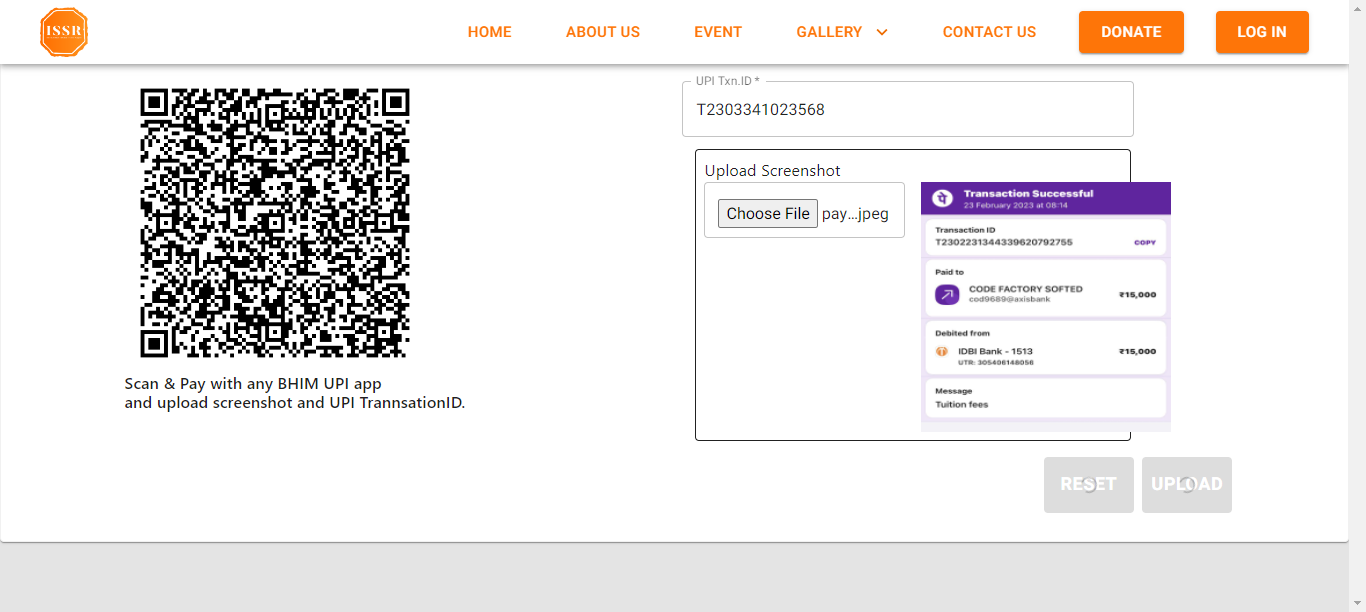 ISSR
HOME
ABOUT US
EVENT
GALLERY
CONTACT US
DONATE
LOG IN
UPI Txn.ID *
T2303341023568
Upload Screenshot
Choose File pay...jpeg
Transaction Successful
23 February 2023 at 08:14
Transaction ID
T2302231344339620792755
COPY
Paid to
CODE FACTORY SOFTED
₹15,000
cod9689@axisbank
Debited from
IDBI Bank - 1513
₹15,000
UTR: 305406148056
Message
Tuition fees
Scan & Pay with any BHIM UPI app
and upload screenshot and UPI TrannsationID.
RESET
UPLOAD